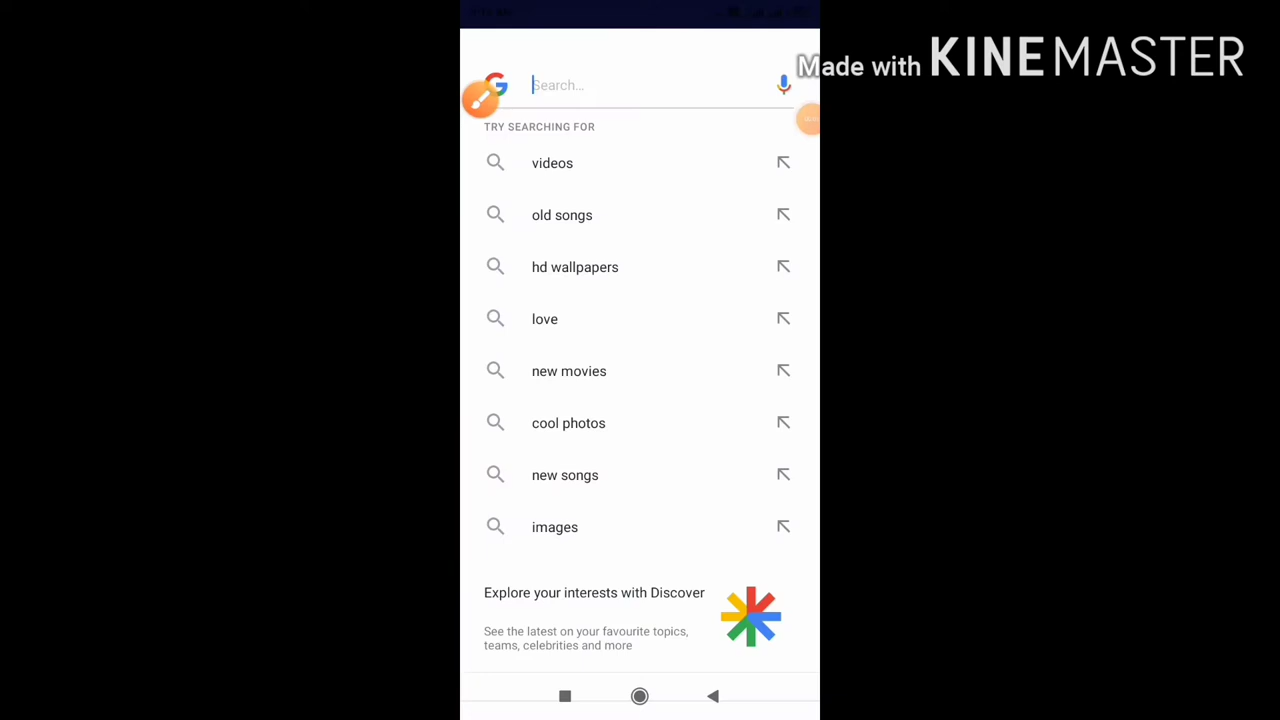 Made with KINEMASTER
Search...
TRY SEARCHING FOR
videos
old songs
hd wallpapers
love
new movies
cool photos
new songs
images
Explore your interests with Discover
See the latest on your favourite topics,
teams, celebrities and more